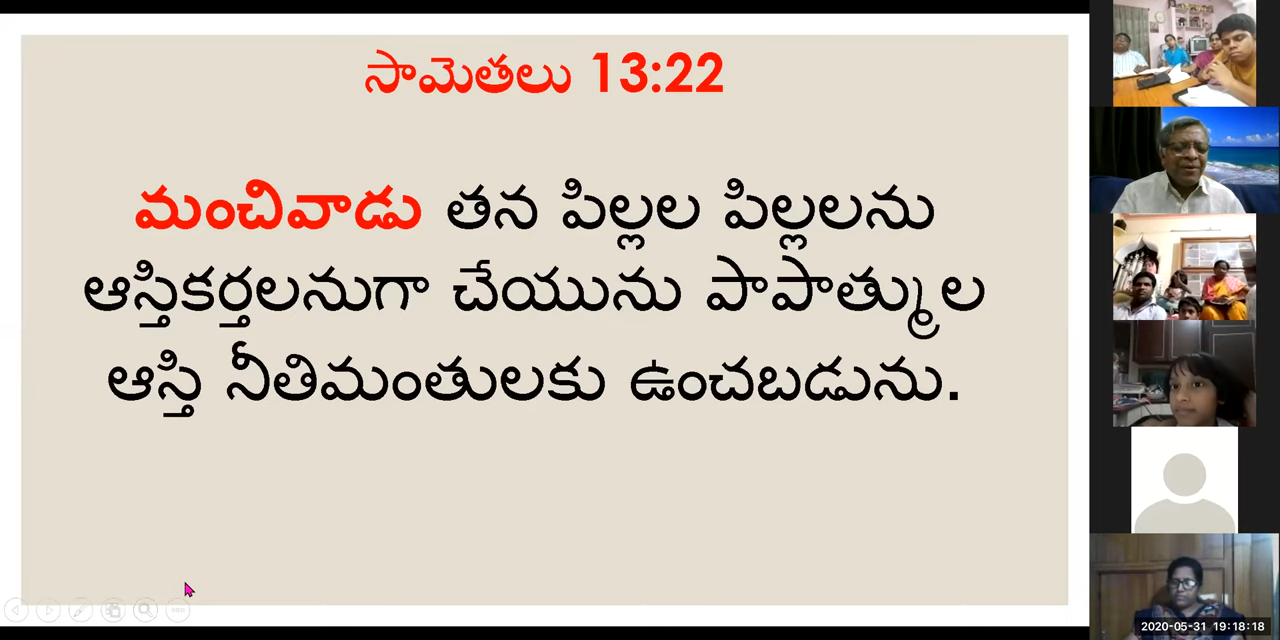 సామెతలు 13:22
మంచివాడు తన పిల్లల పిల్లలను
ఆస్తికర్తలనుగా చేయును పాపాత్ముల
ఆస్తి నీతిమంతులకు ఉంచబడును.
2020-05-31 19:18:18